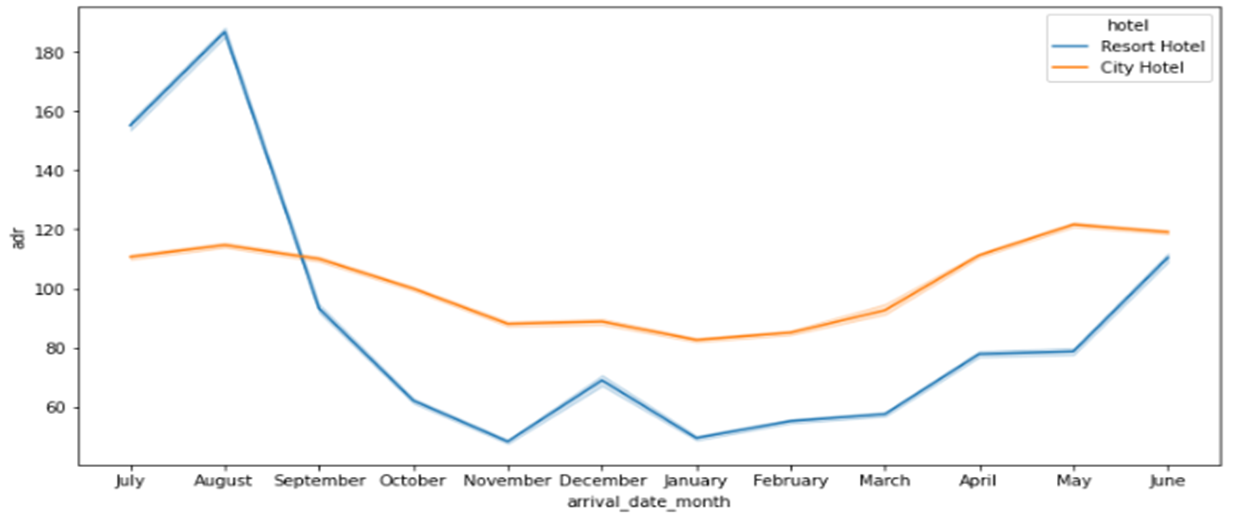 hotel
Resort Hotel
City Hotel
adr
180
160
140
120
100
80
60
July August September October November December January February March April May June
arrival_date_month